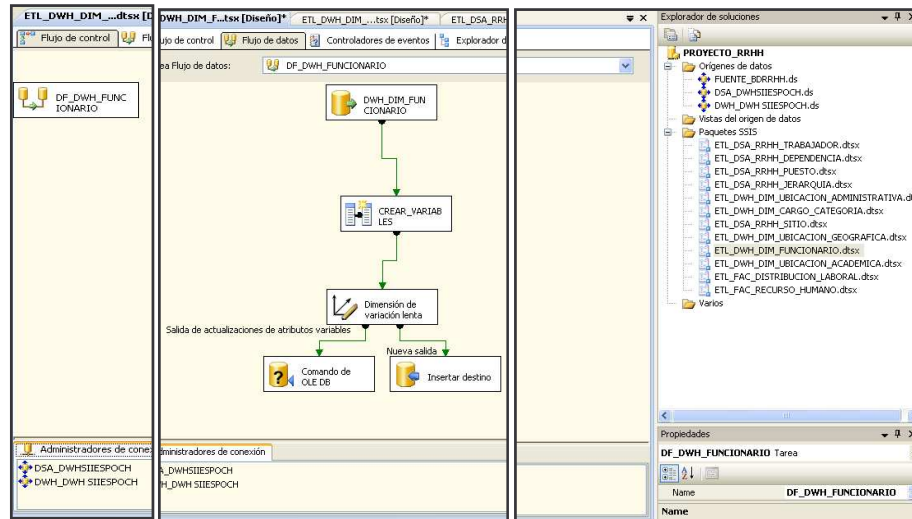 ETL_DWH_DIM_...dtsx [D
Flujo de control
Fl
DF_DWH_FUNC
IONARIO
Administradores de conex
DSA_DWHSIIESPOCH
DWH_DWH SIIESPOCH
DWH_DIM_F...tsx [Diseño]*
ETL_DWH_DIM_...tsx [Diseño]*
ETL_DSA_RRH
ujo de control
Flujo de datos
Controladores de eventos
Explorador d
ea Flujo de datos:
DF_DWH_FUNCIONARIO
DWH_DIM_FUN
CIONARIO
CREAR_VARIAB
LES
Dimensión de
variación lenta
Salida de actualizaciones de atributos variables
Nueva salida
Comando de
OLE DB
Insertar destino
dministradores de conexión
A_DWHSIIESPOCH
H_DWH SIIESPOCH
Explorador de soluciones
PROYECTO_RRHH
Orígenes de datos
FUENTE_BDRRHH.ds
DSA_DWHSIIESPOCH.ds
DWH_DWH SIIESPOCH.ds
Vistas del origen de datos
Paquetes SSIS
ETL_DSA_RRHH_TRABAJADOR.dtsx
ETL_DSA_RRHH_DEPENDENCIA.dtsx
ETL_DSA_RRHH_PUESTO.dtsx
ETL_DSA_RRHH_JERARQUIA.dtsx
ETL_DWH_DIM_UBICACION_ADMINISTRATIVA.dt
ETL_DWH_DIM_CARGO_CATEGORIA.dtsx
ETL_DSA_RRHH_SITIO.dtsx
ETL_DWH_DIM_UBICACION_GEOGRAFICA.dtsx
ETL_DWH_DIM_FUNCIONARIO.dtsx
ETL_DWH_DIM_UBICACION_ACADEMICA.dtsx
ETL_FAC_DISTRIBUCION_LABORAL.dtsx
ETL_FAC_RECURSO_HUMANO.dtsx
Varios
Propiedades
DF_DWH_FUNCIONARIO Tarea
Name DF_DWH_FUNCIONARIO
Name